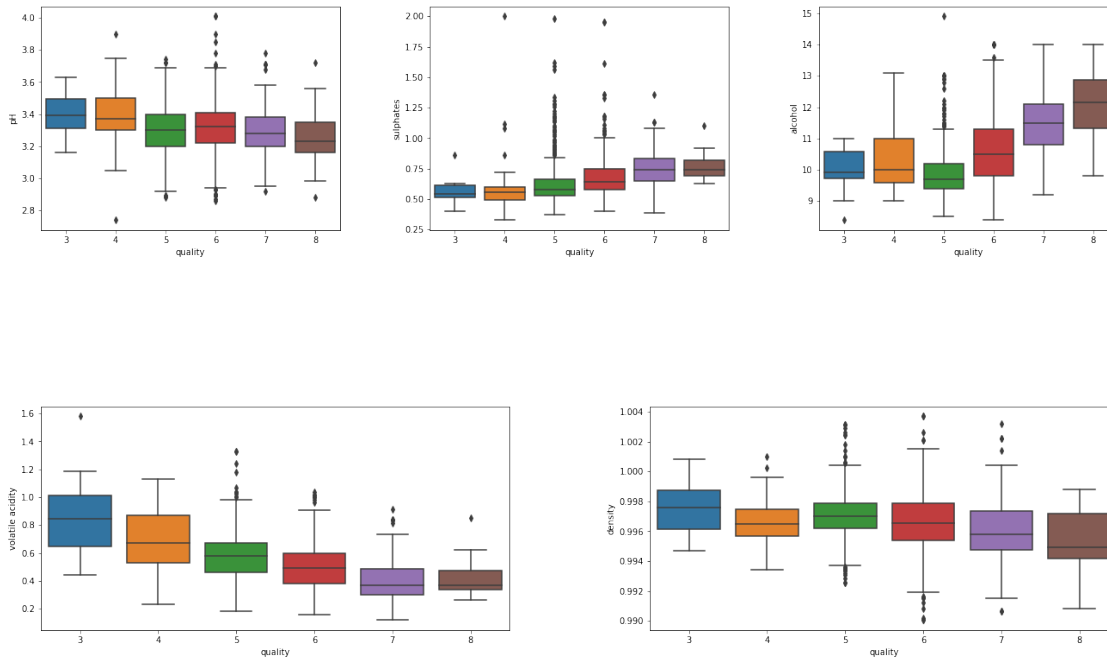 4.0
3.8
3.6
3.4
3.2
3.0
2.8
pH
3 4 5 6 7 8
quality
2.00
1.75
1.50
1.25
1.00
0.75
0.50
0.25
sulphates
3 4 5 6 7 8
quality
15
14
13
12
11
10
9
alcohol
3 4 5 6 7 8
quality
1.6
1.4
1.2
1.0
0.8
0.6
0.4
0.2
volatile acidity
3 4 5 6 7 8
quality
1.004
1.002
1.000
0.998
0.996
0.994
0.992
0.990
density
3 4 5 6 7 8
quality